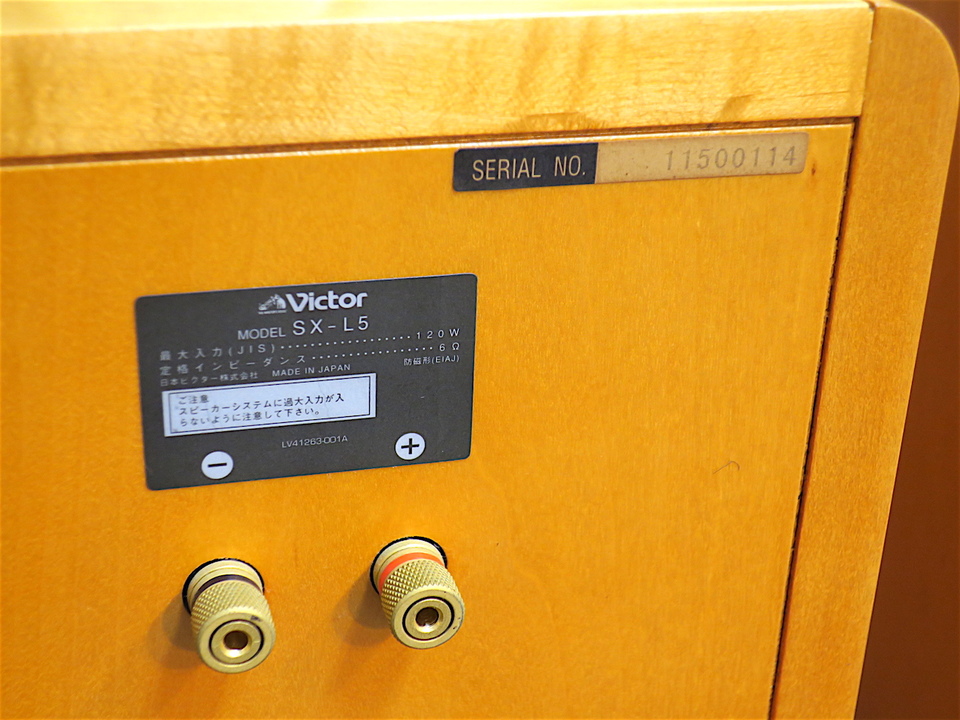 SERIAL NO. 11500114
Victor
MODEL SX-L5
最大入力(JIS)·················120W
定格インピーダンス·················6Ω
日本ビクター株式会社 MADE IN JAPAN 防磁形(EIAJ)
ご注意
スピーカーシステムに過大入力が入
らないように注意して下さい。
LV41263-001A
− +